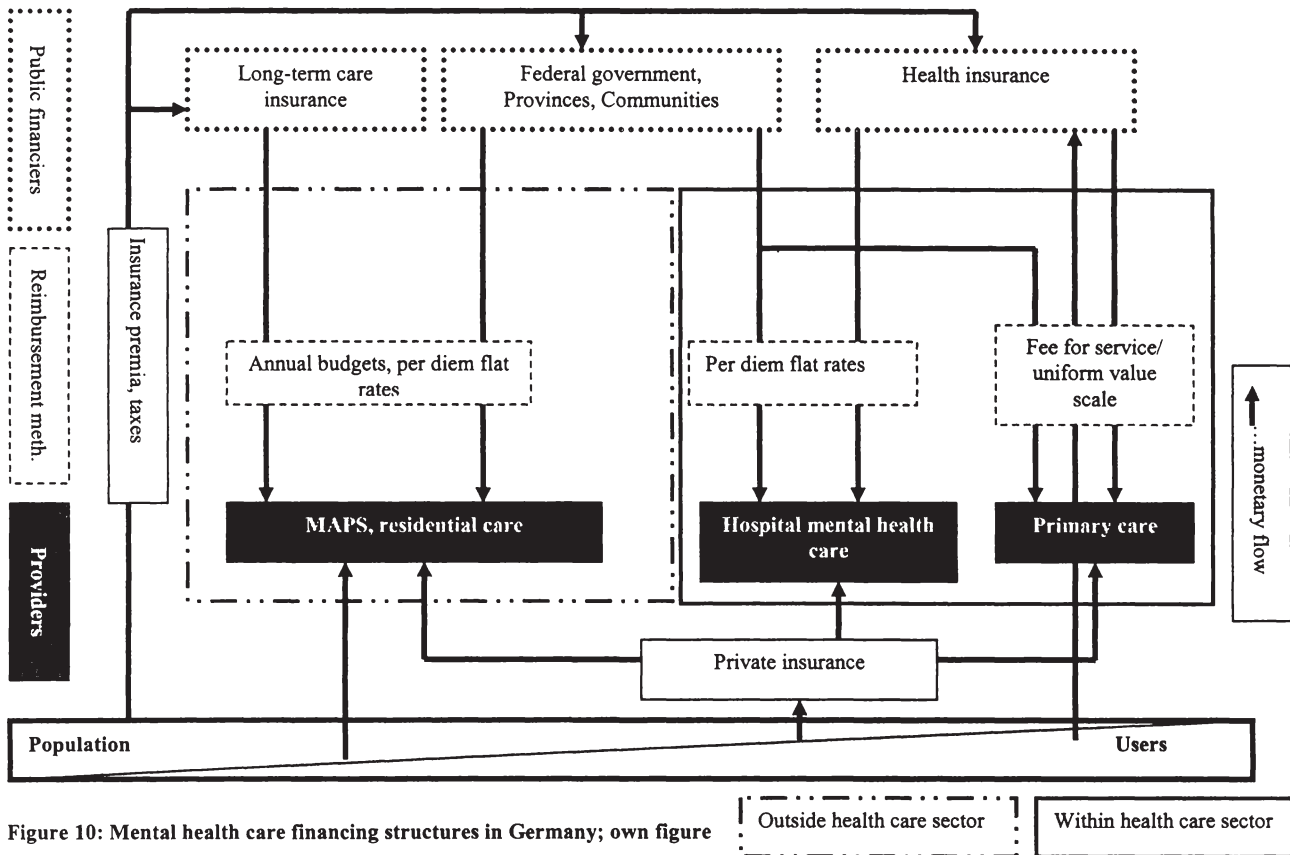 Public financiers
Reimbursement meth.
Providers
Insurance premia, taxes
Long-term care
insurance
Federal government,
Provinces, Communities
Health insurance
Annual budgets, per diem flat
rates
Per diem flat rates
Fee for service/
uniform value
scale
MAPS, residential care
Hospital mental health
care
Primary care
...monetary flow
Private insurance
Population
Users
Figure 10: Mental health care financing structures in Germany; own figure
Outside health care sector
Within health care sector